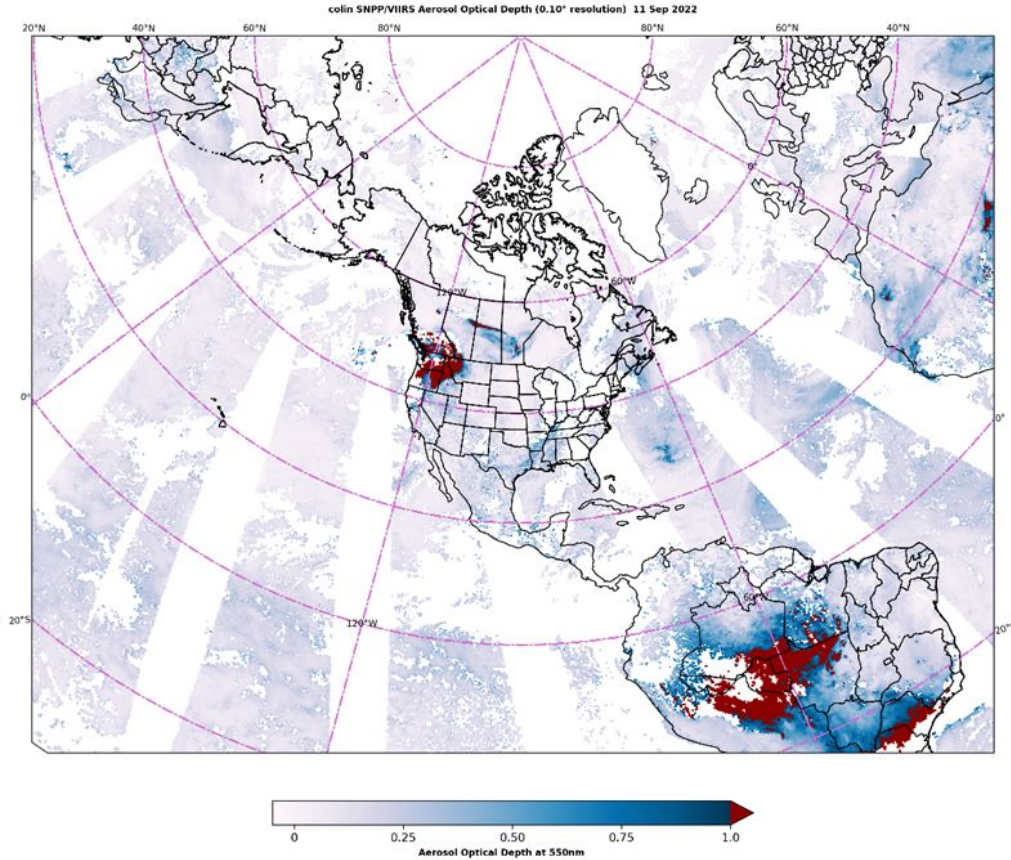 colin SNPP/VIIRS Aerosol Optical Depth (0.10° resolution) 11 Sep 2022
20°N 40°N 60°N 80°N 80°N 60°N 40°N
120°W 60°W
0° 0°
60°W
20°S 120°W 20°
0 0.25 0.50 0.75 1.0
Aerosol Optical Depth at 550nm